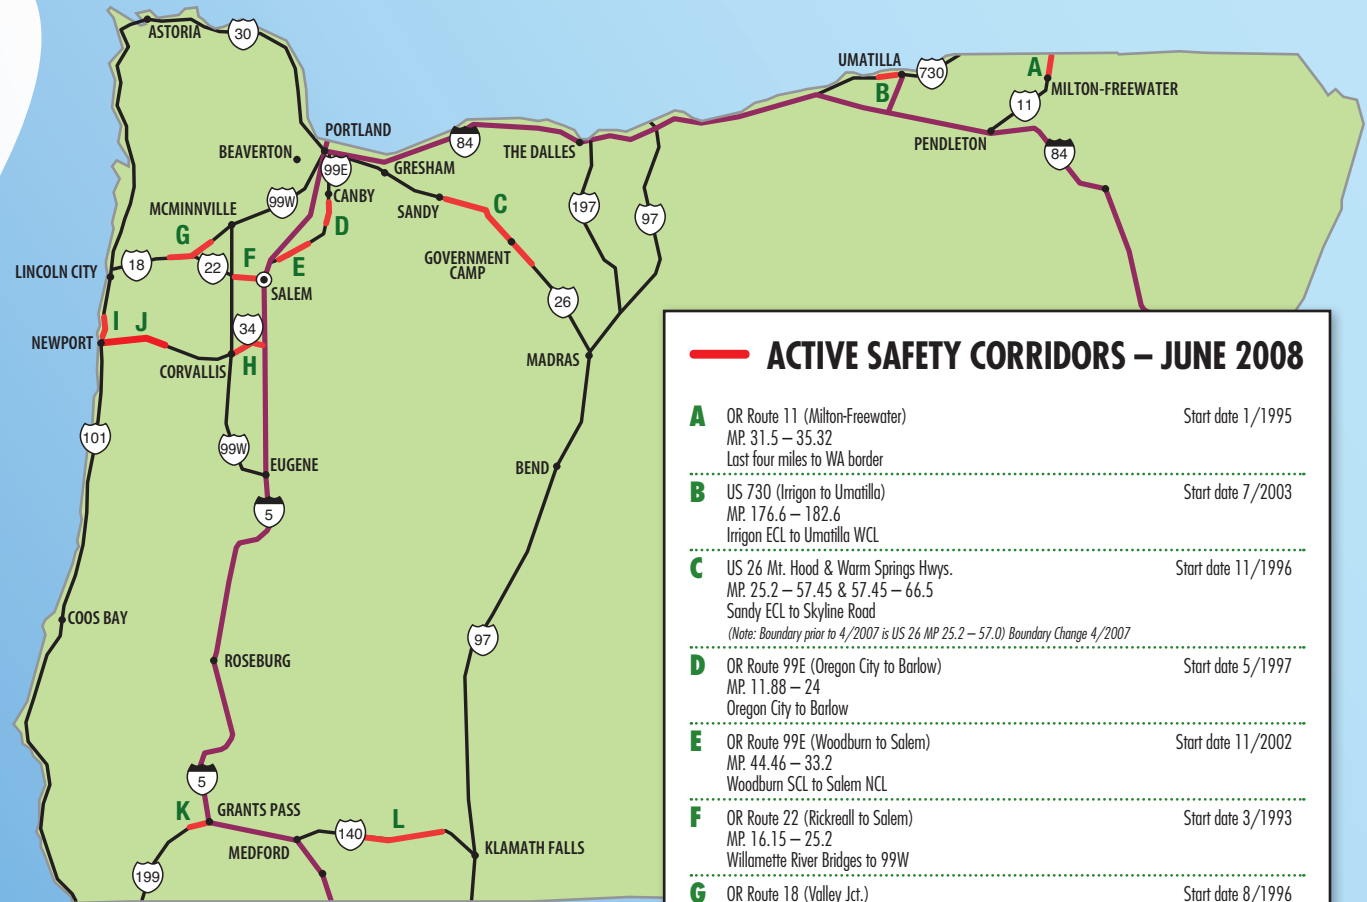 ASTORIA
30
UMATILLA
730
A
MILTON-FREEWATER
B
11
PORTLAND
BEAVERTON
84
THE DALLES
PENDLETON
84
99E
GRESHAM
CANBY
99W
MCMINNVILLE
SANDY
C
197
97
D
G
GOVERNMENT
CAMP
18
22
F
E
LINCOLN CITY
SALEM
26
I
J
34
NEWPORT
CORVALLIS
H
MADRAS
101
99W
EUGENE
BEND
5
COOS BAY
97
ROSEBURG
5
K
GRANTS PASS
L
140
MEDFORD
KLAMATH FALLS
199
ACTIVE SAFETY CORRIDORS – JUNE 2008
A OR Route 11 (Milton-Freewater) Start date 1/1995
MP. 31.5 – 35.32
Last four miles to WA border
B US 730 (Irrigon to Umatilla) Start date 7/2003
MP. 176.6 – 182.6
Irrigon ECL to Umatilla WCL
C US 26 Mt. Hood & Warm Springs Hwys. Start date 11/1996
MP. 25.2 – 57.45 & 57.45 – 66.5
Sandy ECL to Skyline Road
(Note: Boundary prior to 4/2007 is US 26 MP 25.2 – 57.0) Boundary Change 4/2007
D OR Route 99E (Oregon City to Barlow) Start date 5/1997
MP. 11.88 – 24
Oregon City to Barlow
E OR Route 99E (Woodburn to Salem) Start date 11/2002
MP. 44.46 – 33.2
Woodburn SCL to Salem NCL
F OR Route 22 (Rickreall to Salem) Start date 3/1993
MP. 16.15 – 25.2
Willamette River Bridges to 99W
G OR Route 18 (Valley Jct.) Start date 8/1996